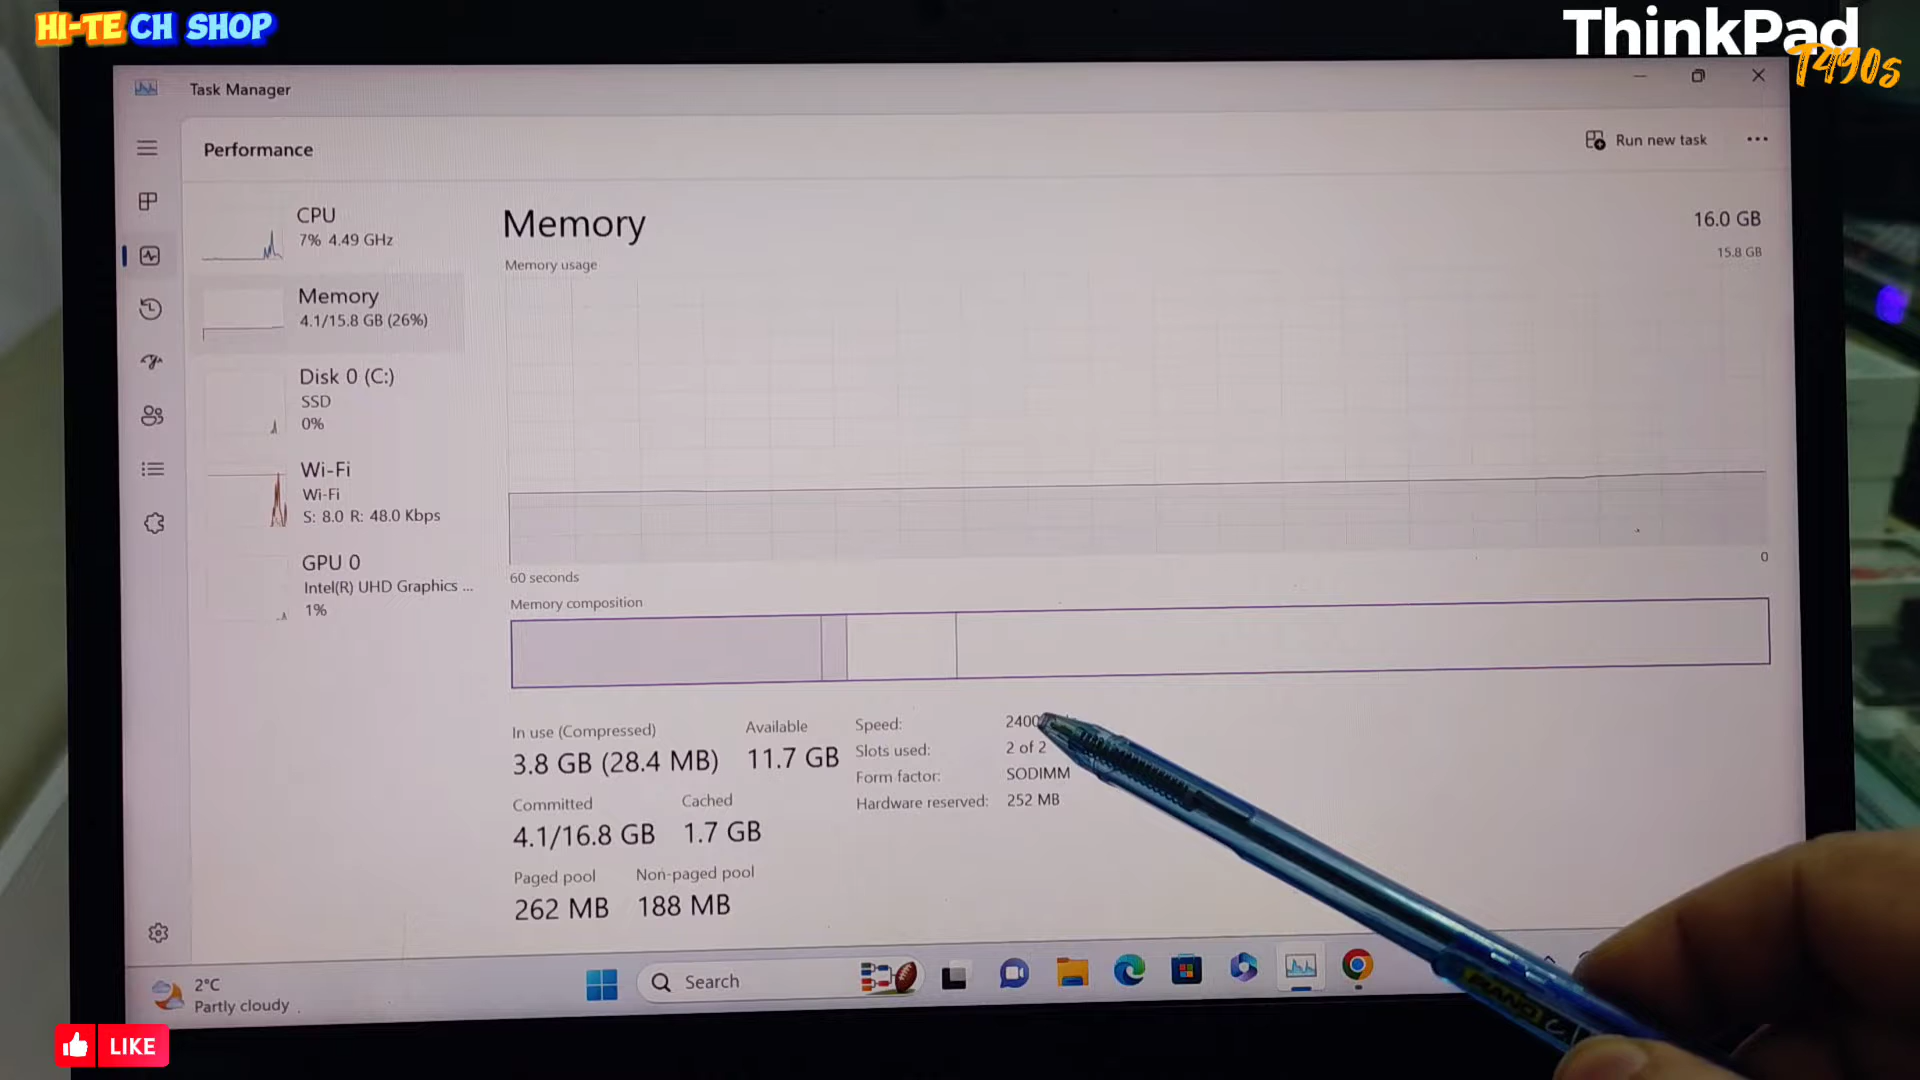 HI-TECH SHOP
ThinkPad
T490s
Task Manager
Performance
Run new task
CPU
7% 4.49 GHz
Memory
4.1/15.8 GB (26%)
Disk 0 (C:)
SSD
0%
Wi-Fi
Wi-Fi
S: 8.0 R: 48.0 Kbps
GPU 0
Intel(R) UHD Graphics ...
1%
Memory
16.0 GB
Memory usage
15.8 GB
60 seconds
0
Memory composition
In use (Compressed)
3.8 GB (28.4 MB)
Available
11.7 GB
Committed
4.1/16.8 GB
Cached
1.7 GB
Paged pool
262 MB
Non-paged pool
188 MB
Speed: 2400
Slots used: 2 of 2
Form factor: SODIMM
Hardware reserved: 252 MB
2°C
Partly cloudy
Search
LIKE